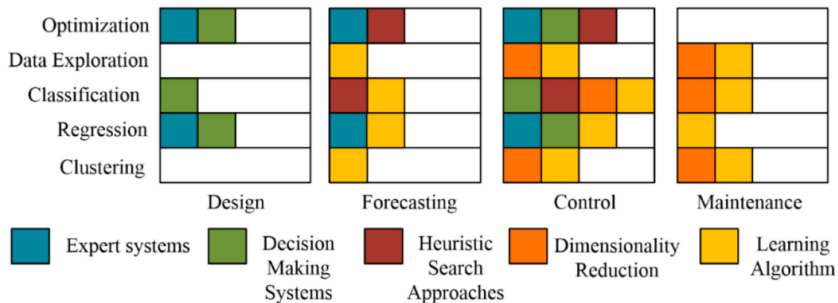 Optimization
Data Exploration
Classification
Regression
Clustering
Design
Forecasting
Control
Maintenance
Expert systems
Decision
Making
Systems
Heuristic
Search
Approaches
Dimensionality
Reduction
Learning
Algorithm